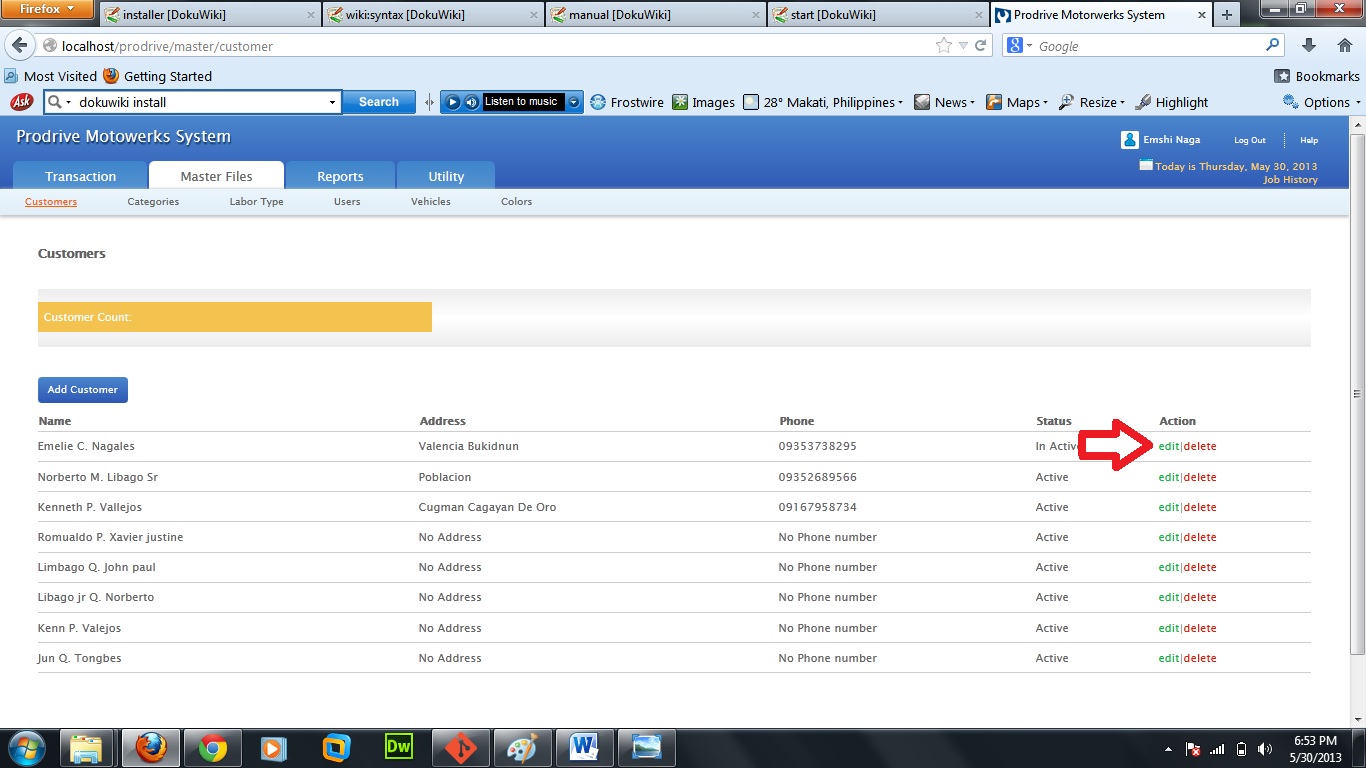 Firefox
installer [DokuWiki]
wiki:syntax [DokuWiki]
manual [DokuWiki]
start [DokuWiki]
Prodrive Motorwerks System
localhost/prodrive/master/customer
Google
Most Visited Getting Started
Bookmarks
Ask dokuwiki install Search Listen to music Frostwire Images 28° Makati, Philippines News Maps Resize Highlight Options
Prodrive Motowerks System
Emshi Naga Log Out Help
Today is Thursday, May 30, 2013
Job History
Transaction Master Files Reports Utility
Customers Categories Labor Type Users Vehicles Colors
Customers
Customer Count:
Add Customer
Name Address Phone Status Action
Emelie C. Nagales Valencia Bukidnun 09353738295 In Active edit|delete
Norberto M. Libago Sr Poblacion 09352689566 Active edit|delete
Kenneth P. Vallejos Cugman Cagayan De Oro 09167958734 Active edit|delete
Romualdo P. Xavier justine No Address No Phone number Active edit|delete
Limbago Q. John paul No Address No Phone number Active edit|delete
Libago jr Q. Norberto No Address No Phone number Active edit|delete
Kenn P. Valejos No Address No Phone number Active edit|delete
Jun Q. Tongbes No Address No Phone number Active edit|delete
Dw
6:53 PM
5/30/2013